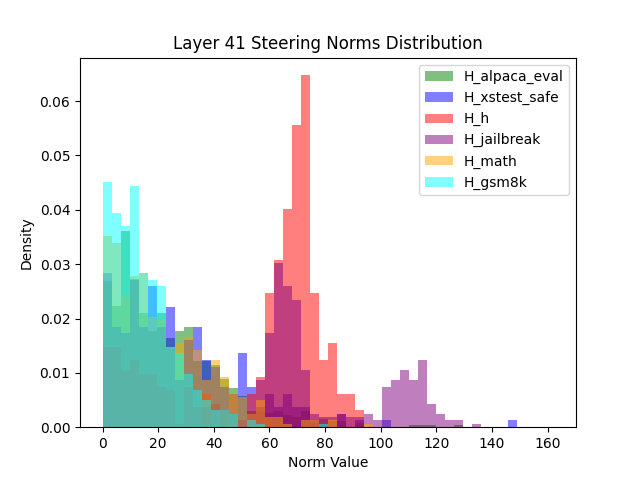 Layer 41 Steering Norms Distribution
H_alpaca_eval
H_xstest_safe
H_h
H_jailbreak
H_math
H_gsm8k
Density
0.06
0.05
0.04
0.03
0.02
0.01
0.00
0 20 40 60 80 100 120 140 160
Norm Value